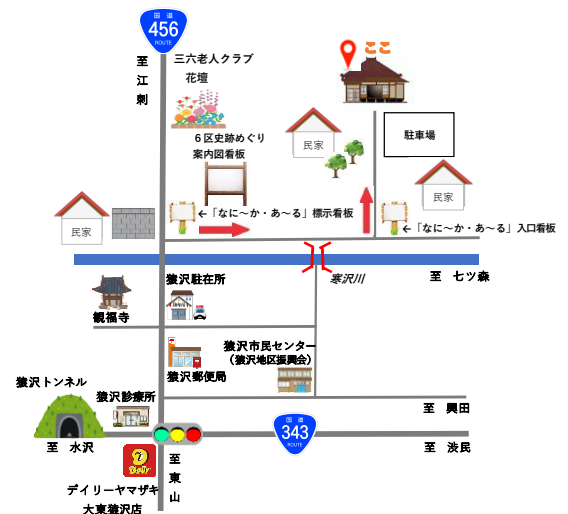 国道
456
ROUTE
至江刺
三六老人クラブ
花壇
ここ
駐車場
民家
６区史跡めぐり
案内図看板
民家
民家
←「なに～か・あ～る」標示看板
←「なに～か・あ～る」入口看板
猿沢駐在所
寒沢川
至　七ツ森
観福寺
猿沢市民センター
（猿沢地区振興会）
猿沢郵便局
猿沢トンネル
猿沢診療所
至　興田
国道
343
ROUTE
至　水沢
至　渋民
至東山
Daily
デイリーヤマザキ
大東猿沢店